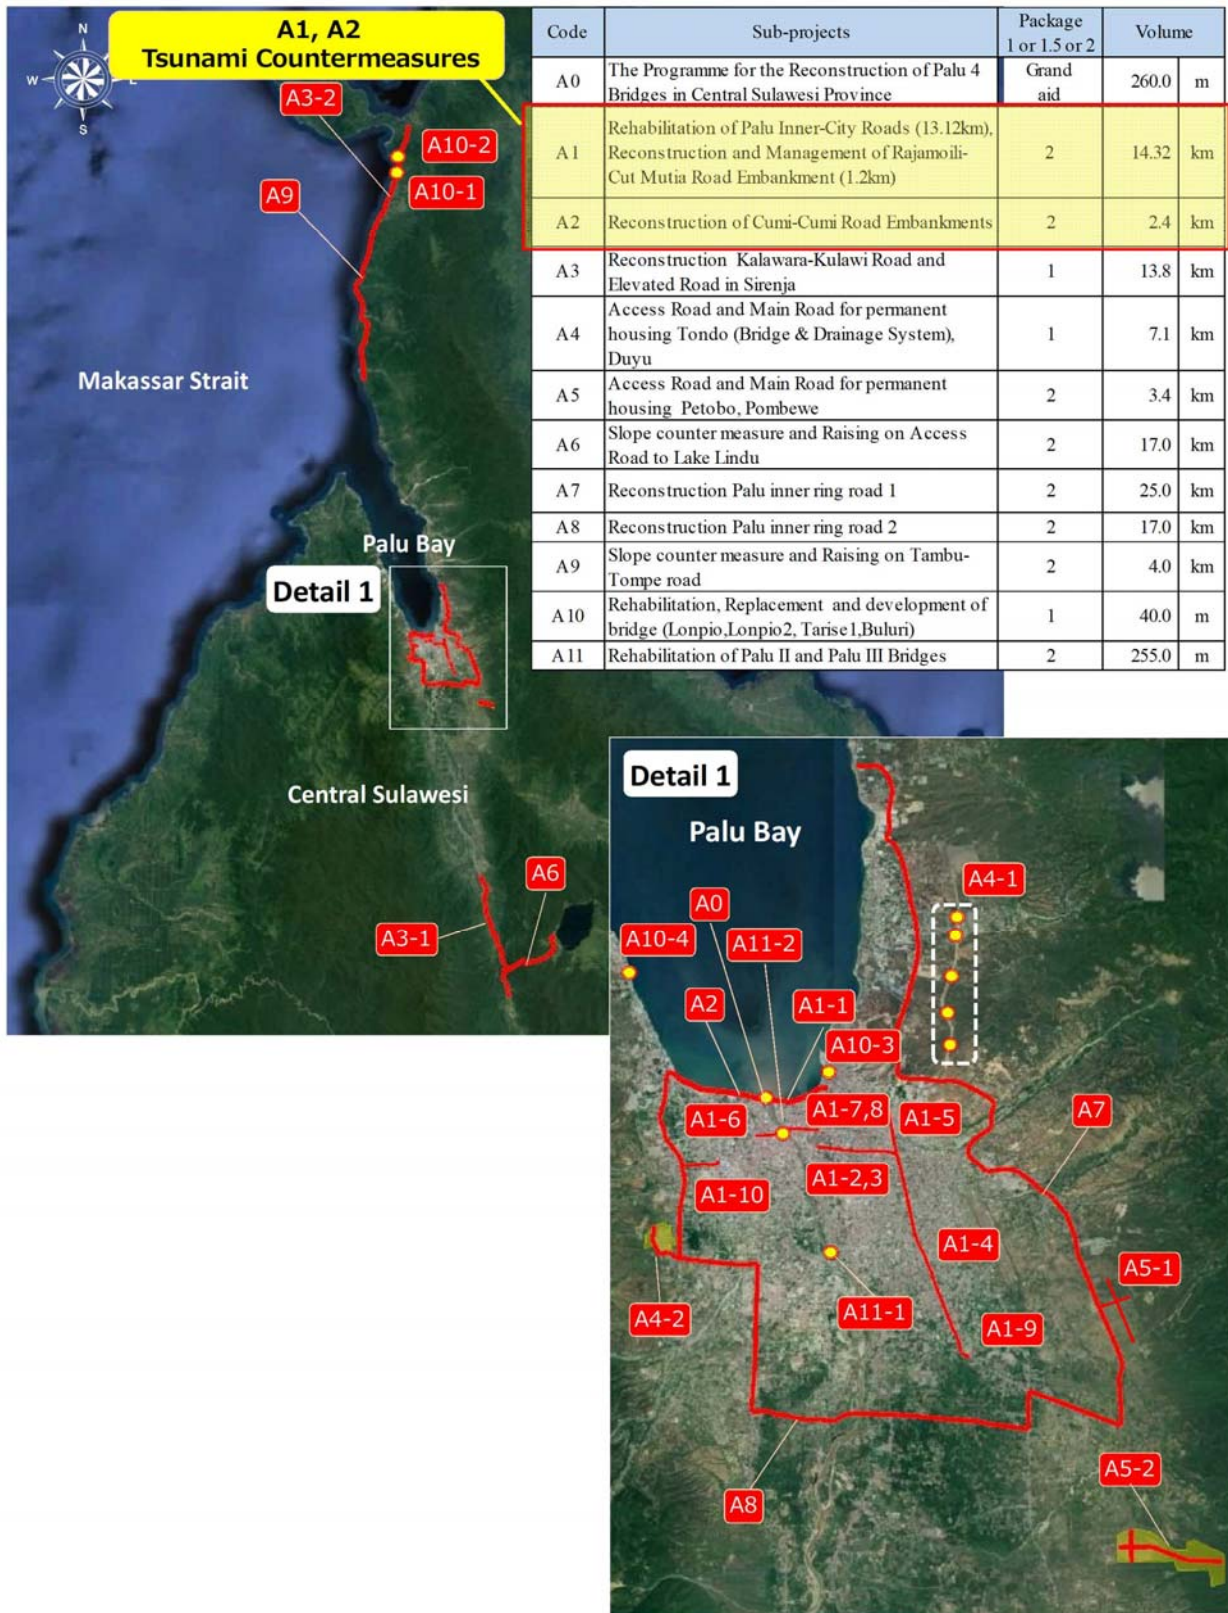 A1, A2
Tsunami Countermeasures
N
W
E
S
A3-2
A10-2
A10-1
A9
Makassar Strait
Palu Bay
Detail 1
Central Sulawesi
A6
A3-1
Code Sub-projects Package 1 or 1.5 or 2 Volume
A0 The Programme for the Reconstruction of Palu 4 Grand aid 260.0 m
Bridges in Central Sulawesi Province
A1 Rehabilitation of Palu Inner-City Roads (13.12km), 2 14.32 km
Reconstruction and Management of Rajamoili-
Cut Mutia Road Embankment (1.2km)
A2 Reconstruction of Cumi-Cumi Road Embankments 2 2.4 km
A3 Reconstruction Kalawara-Kulawi Road and 1 13.8 km
Elevated Road in Sirenja
A4 Access Road and Main Road for permanent 1 7.1 km
housing Tondo (Bridge & Drainage System),
Duyu
A5 Access Road and Main Road for permanent 2 3.4 km
housing Petobo, Pombewe
A6 Slope counter measure and Raising on Access 2 17.0 km
Road to Lake Lindu
A7 Reconstruction Palu inner ring road 1 2 25.0 km
A8 Reconstruction Palu inner ring road 2 2 17.0 km
A9 Slope counter measure and Raising on Tambu- 2 4.0 km
Tompe road
A10 Rehabilitation, Replacement and development of 1 40.0 m
bridge (Lonpio,Lonpio2, Tarise1,Buluri)
A11 Rehabilitation of Palu II and Palu III Bridges 2 255.0 m
Detail 1
Palu Bay
A4-1
A0
A10-4
A11-2
A2
A1-1
A10-3
A1-6
A1-7,8
A1-5
A7
A1-10
A1-2,3
A1-4
A5-1
A4-2
A11-1
A1-9
A5-2
A8